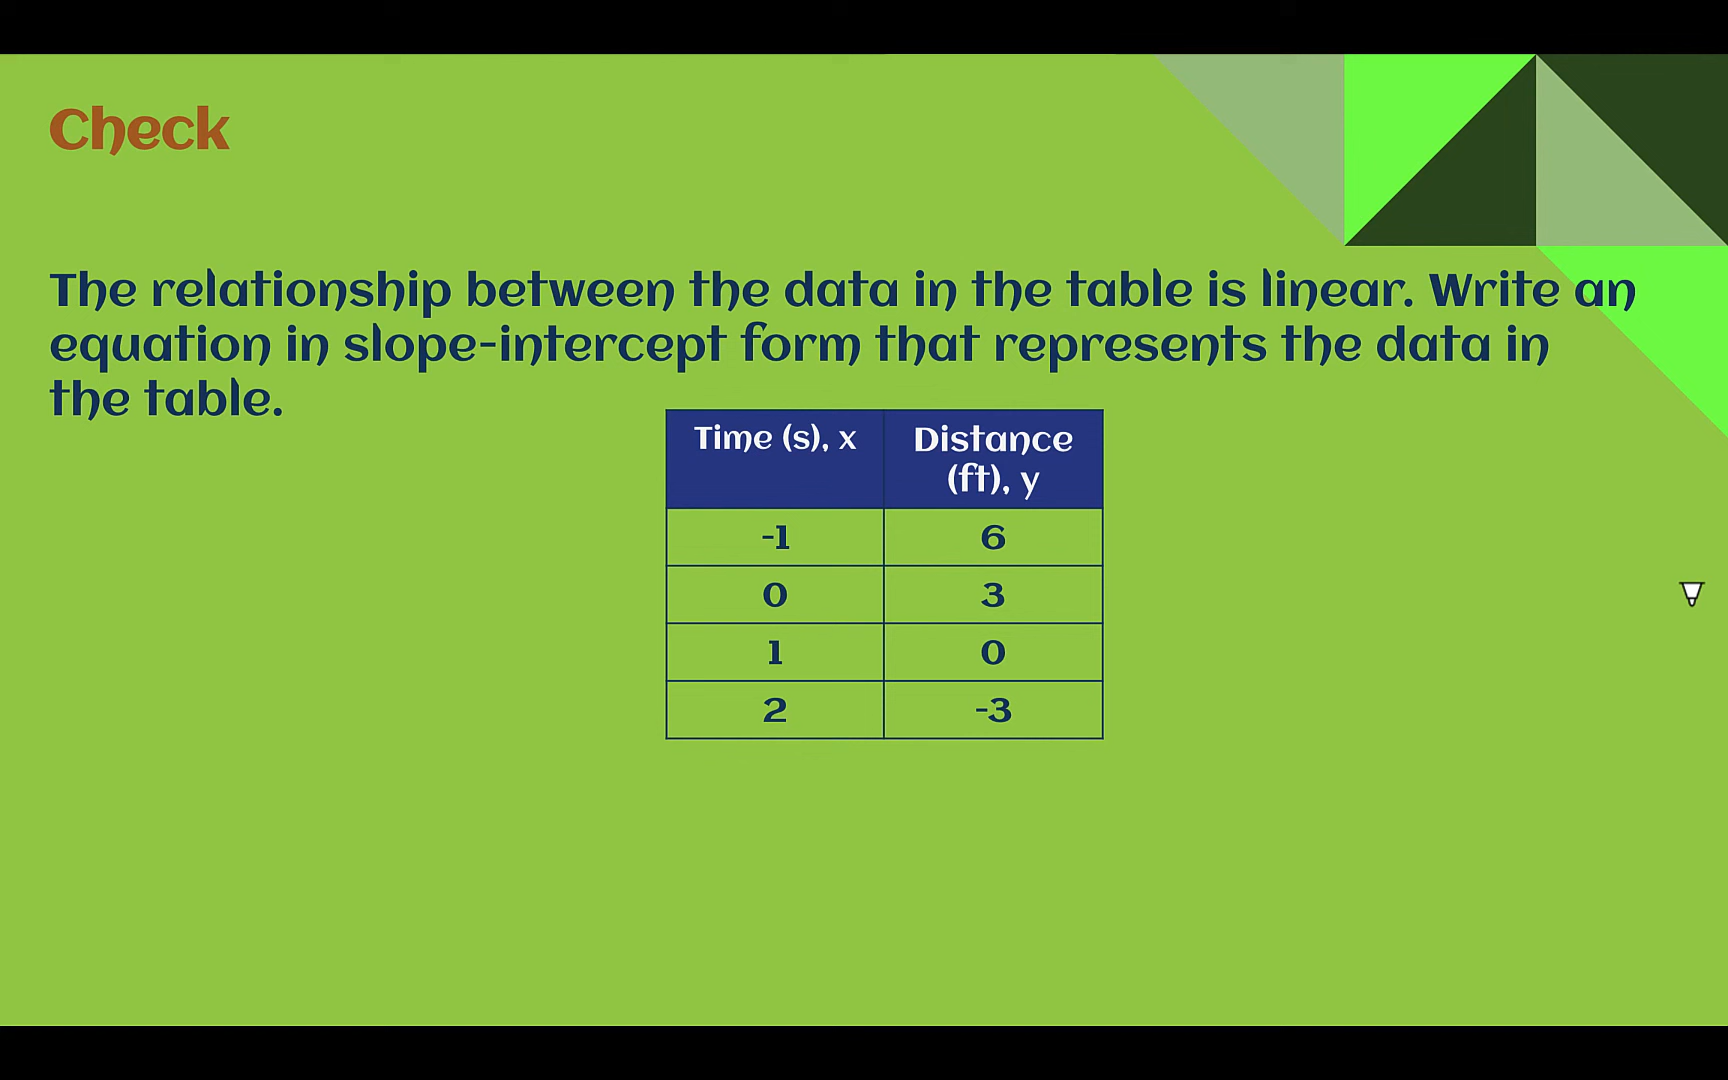 Check
The relationship between the data in the table is linear. Write an
equation in slope-intercept form that represents the data in
the table.
Time (s), x Distance
(ft), y
-1 6
0 3
1 0
2 -3